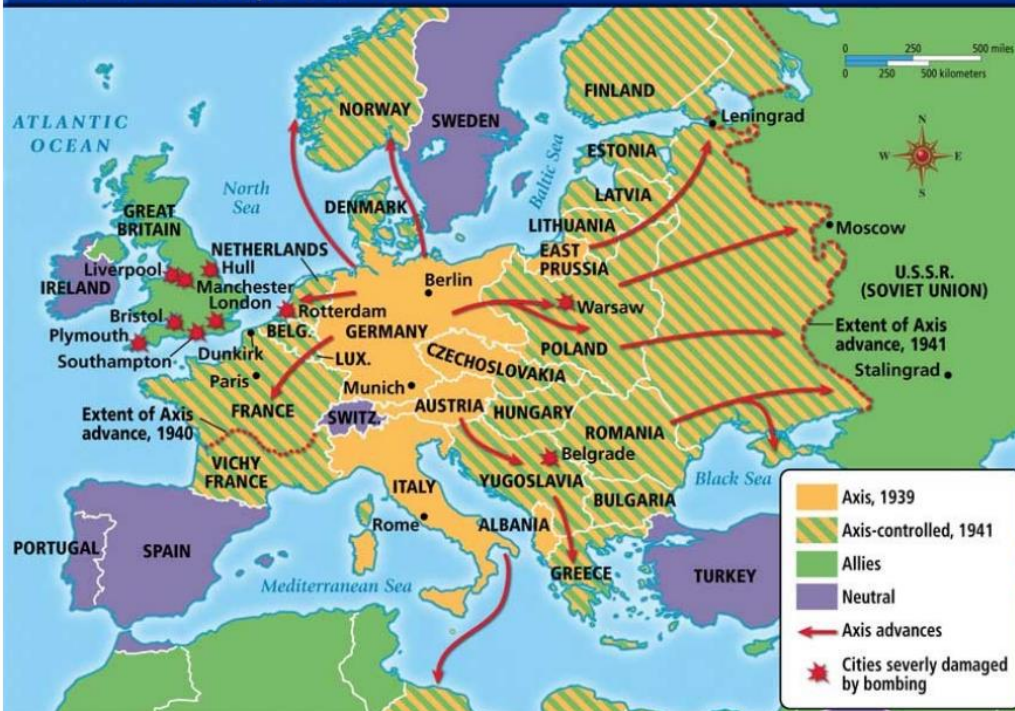 0 250 500 miles
0 250 500 kilometers
N
W E
S
ATLANTIC
OCEAN
North
Sea
Baltic Sea
NORWAY
SWEDEN
FINLAND
Leningrad
ESTONIA
LATVIA
LITHUANIA
EAST
PRUSSIA
DENMARK
GREAT
BRITAIN
NETHERLANDS
IRELAND
Liverpool
Hull
Manchester
London
Bristol
Plymouth
Southampton
Dunkirk
Rotterdam
BELG.
LUX.
Berlin
GERMANY
Warsaw
POLAND
Moscow
U.S.S.R.
(SOVIET UNION)
Extent of Axis
advance, 1941
Stalingrad
CZECHOSLOVAKIA
Paris
Munich
FRANCE
SWITZ.
AUSTRIA
HUNGARY
Extent of Axis
advance, 1940
VICHY
FRANCE
ROMANIA
Belgrade
YUGOSLAVIA
BULGARIA
Black Sea
ITALY
Rome
ALBANIA
PORTUGAL
SPAIN
Mediterranean Sea
GREECE
TURKEY
Axis, 1939
Axis-controlled, 1941
Allies
Neutral
Axis advances
Cities severly damaged
by bombing